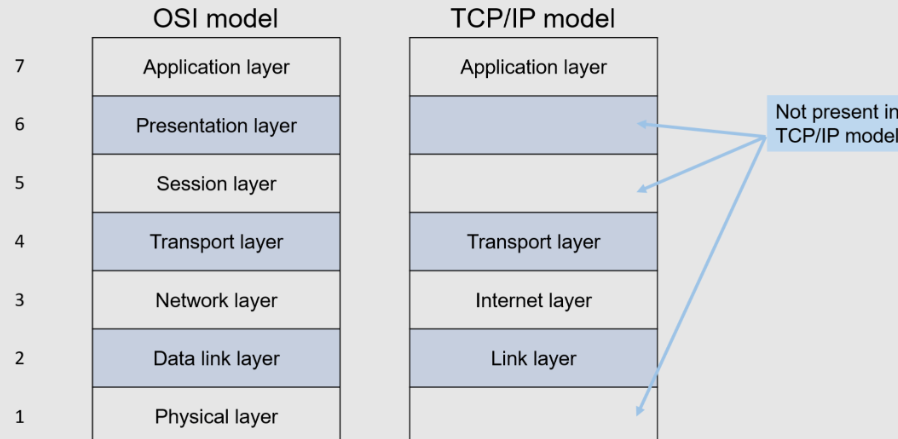 OSI model
TCP/IP model
7
Application layer
Application layer
6
Presentation layer
Not present in
TCP/IP model
5
Session layer
4
Transport layer
Transport layer
3
Network layer
Internet layer
2
Data link layer
Link layer
1
Physical layer